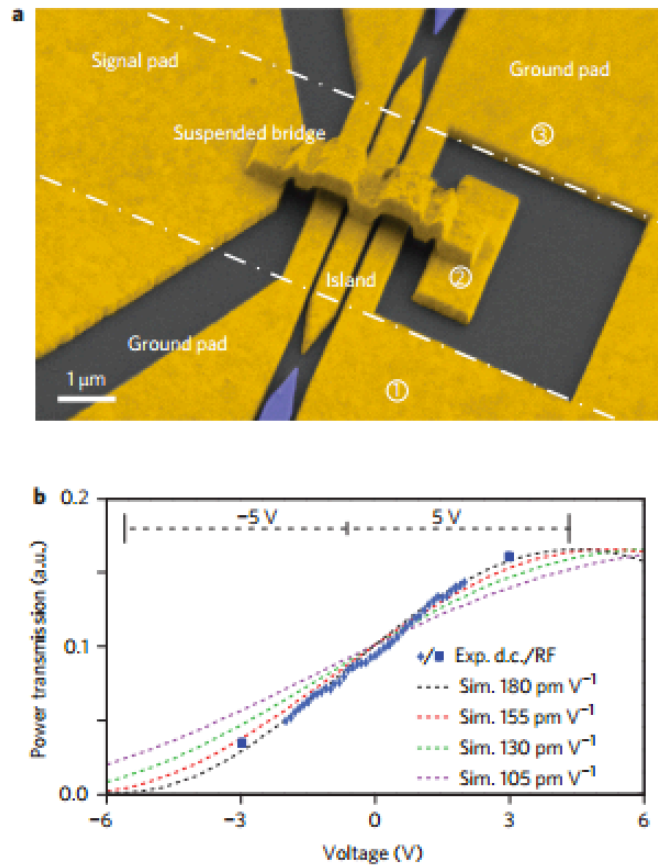 a
Signal pad
Ground pad
③
Suspended bridge
②
Island
Ground pad
①
1 μm
b
0.2
−5 V 5 V
0.1
Power transmission (a.u.)
+/■ Exp. d.c./RF
Sim. 180 pm V⁻¹
Sim. 155 pm V⁻¹
Sim. 130 pm V⁻¹
Sim. 105 pm V⁻¹
0.0
−6 −3 0 3 6
Voltage (V)